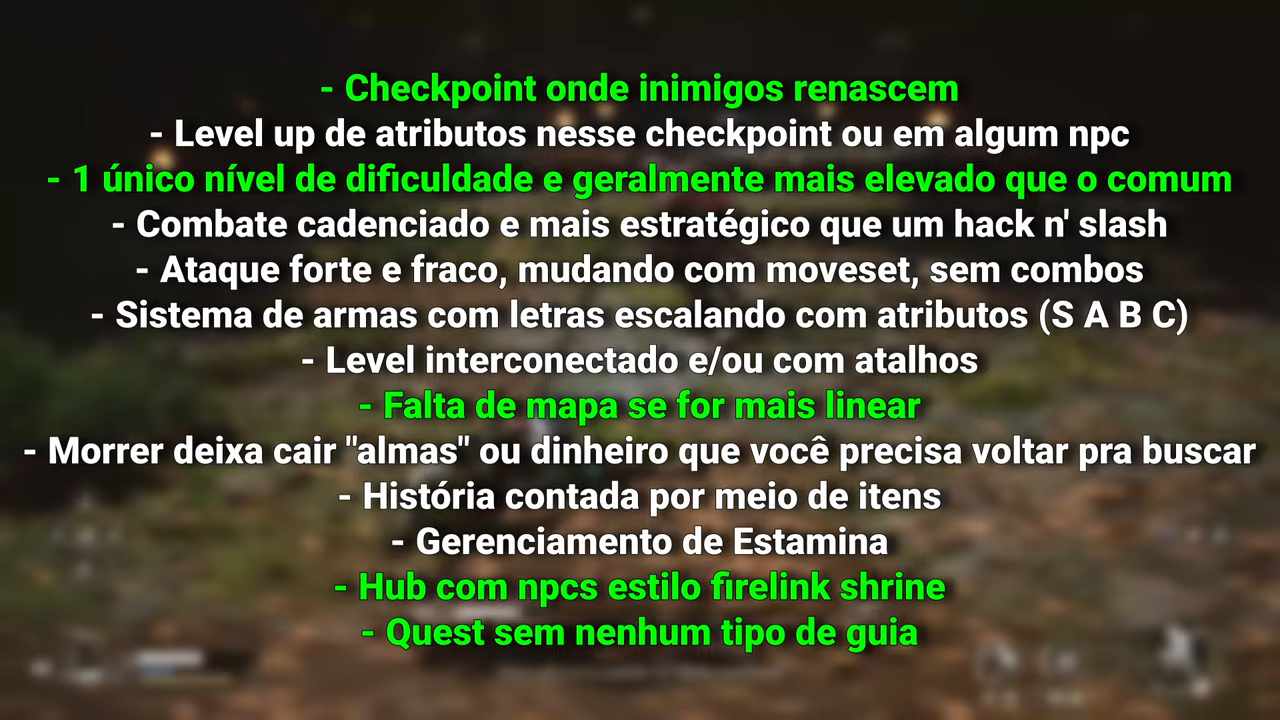 - Checkpoint onde inimigos renascem
- Level up de atributos nesse checkpoint ou em algum npc
- 1 único nível de dificuldade e geralmente mais elevado que o comum
- Combate cadenciado e mais estratégico que um hack n' slash
- Ataque forte e fraco, mudando com moveset, sem combos
- Sistema de armas com letras escalando com atributos (S A B C)
- Level interconectado e/ou com atalhos
- Falta de mapa se for mais linear
- Morrer deixa cair "almas" ou dinheiro que você precisa voltar pra buscar
- História contada por meio de itens
- Gerenciamento de Estamina
- Hub com npcs estilo firelink shrine
- Quest sem nenhum tipo de guia